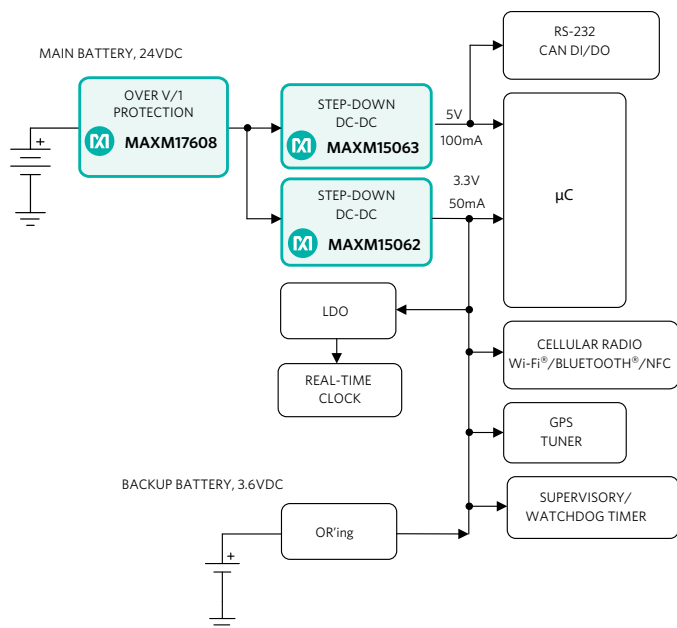 RS-232
CAN DI/DO
MAIN BATTERY, 24VDC
OVER V/1
PROTECTION
MAXM17608
STEP-DOWN
DC-DC
MAXM15063
5V
100mA
STEP-DOWN
DC-DC
MAXM15062
3.3V
50mA
µC
LDO
REAL-TIME
CLOCK
CELLULAR RADIO
Wi-Fi®/BLUETOOTH®/NFC
GPS
TUNER
BACKUP BATTERY, 3.6VDC
OR'ing
SUPERVISORY/
WATCHDOG TIMER
+
+